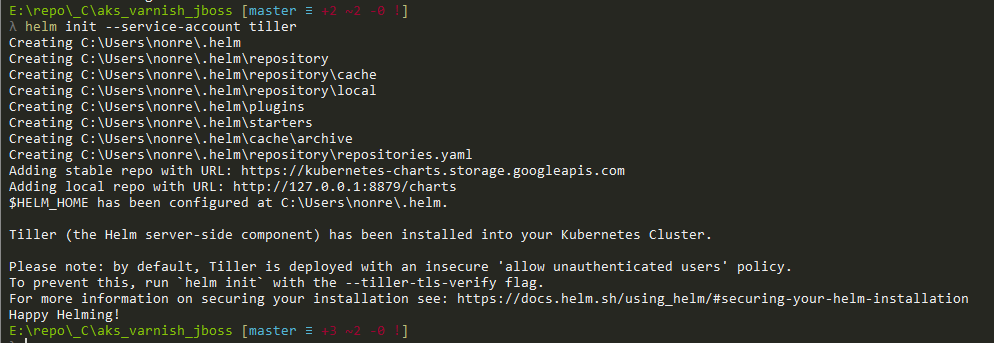 E:\repo\_C\aks_varnish_jboss [master ≡ +2 ~2 -0 !]
λ helm init --service-account tiller
Creating C:\Users\nonre\.helm
Creating C:\Users\nonre\.helm\repository
Creating C:\Users\nonre\.helm\repository\cache
Creating C:\Users\nonre\.helm\repository\local
Creating C:\Users\nonre\.helm\plugins
Creating C:\Users\nonre\.helm\starters
Creating C:\Users\nonre\.helm\cache\archive
Creating C:\Users\nonre\.helm\repository\repositories.yaml
Adding stable repo with URL: https://kubernetes-charts.storage.googleapis.com
Adding local repo with URL: http://127.0.0.1:8879/charts
$HELM_HOME has been configured at C:\Users\nonre\.helm.

Tiller (the Helm server-side component) has been installed into your Kubernetes Cluster.

Please note: by default, Tiller is deployed with an insecure 'allow unauthenticated users' policy.
To prevent this, run `helm init` with the --tiller-tls-verify flag.
For more information on securing your installation see: https://docs.helm.sh/using_helm/#securing-your-helm-installation
Happy Helming!
E:\repo\_C\aks_varnish_jboss [master ≡ +3 ~2 -0 !]